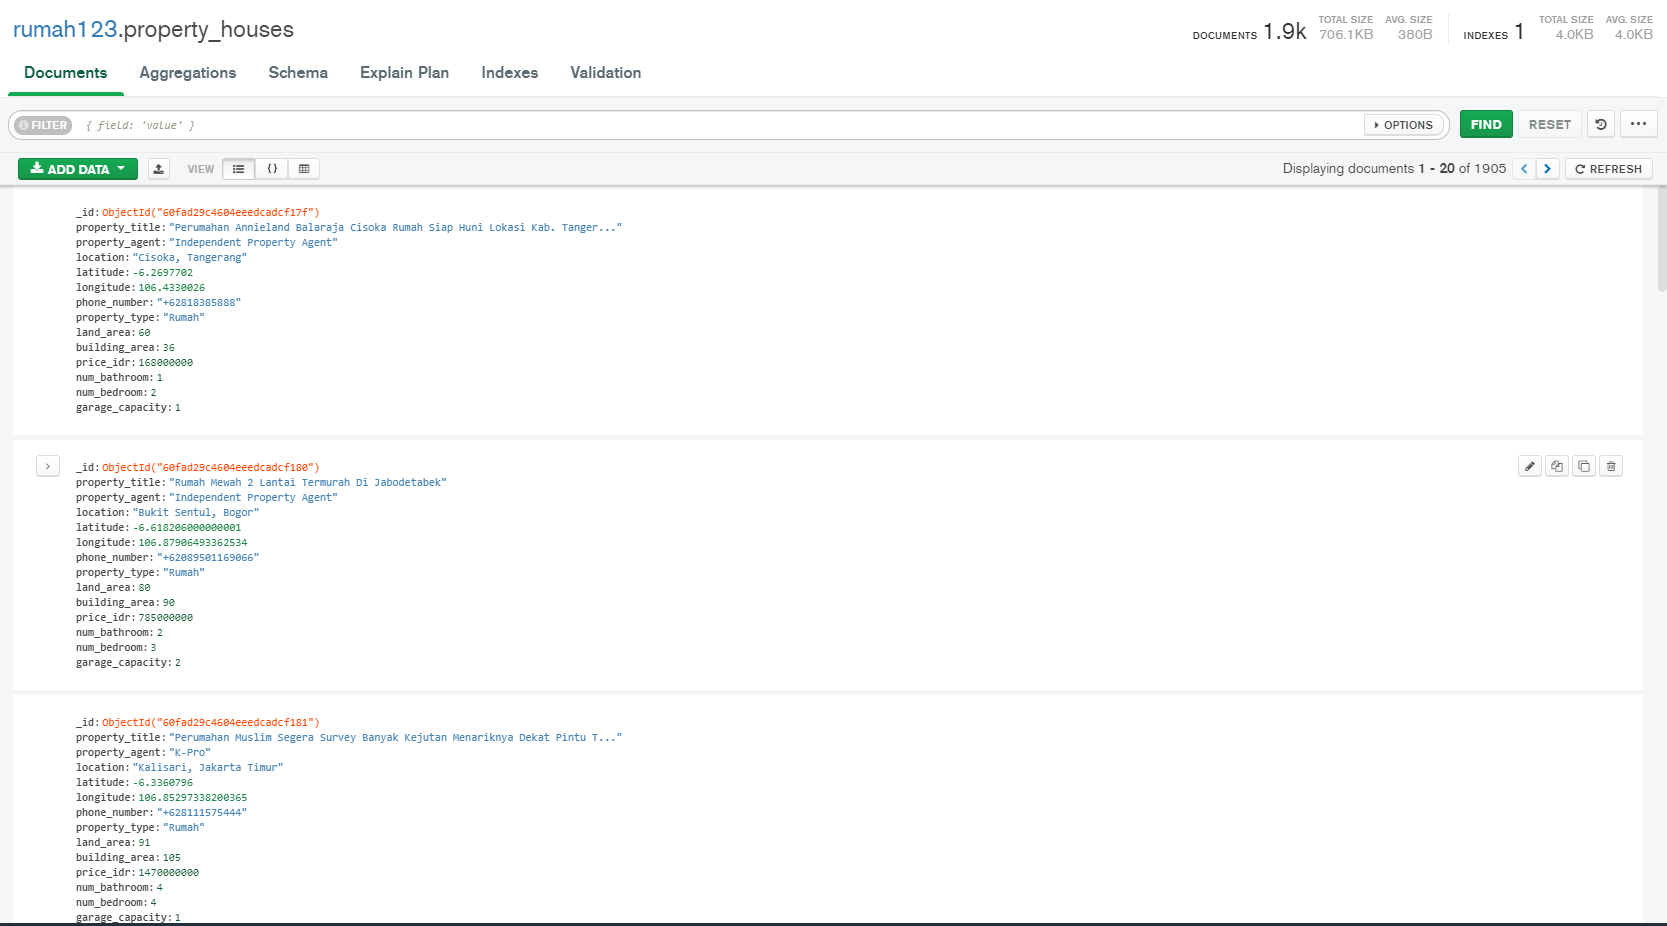 rumah123.property_houses
DOCUMENTS 1.9k TOTAL SIZE 706.1KB AVG. SIZE 380B INDEXES 1 TOTAL SIZE 4.0KB AVG. SIZE 4.0KB
Documents Aggregations Schema Explain Plan Indexes Validation
FILTER { field: 'value' } OPTIONS FIND RESET ...
ADD DATA VIEW {} Displaying documents 1 - 20 of 1905 < > REFRESH
_id: ObjectId("60fad29c4604eeedcadcf17f")
property_title: "Perumahan Annieland Balaraja Cisoka Rumah Siap Huni Lokasi Kab. Tanger..."
property_agent: "Independent Property Agent"
location: "Cisoka, Tangerang"
latitude: -6.2697702
longitude: 106.4330026
phone_number: "+62818385888"
property_type: "Rumah"
land_area: 60
building_area: 36
price_idr: 168000000
num_bathroom: 1
num_bedroom: 2
garage_capacity: 1
_id: ObjectId("60fad29c4604eeedcadcf180")
property_title: "Rumah Mewah 2 Lantai Termurah Di Jabodetabek"
property_agent: "Independent Property Agent"
location: "Bukit Sentul, Bogor"
latitude: -6.618206000000001
longitude: 106.87906493362534
phone_number: "+62089501169066"
property_type: "Rumah"
land_area: 80
building_area: 90
price_idr: 785000000
num_bathroom: 2
num_bedroom: 3
garage_capacity: 2
_id: ObjectId("60fad29c4604eeedcadcf181")
property_title: "Perumahan Muslim Segera Survey Banyak Kejutan Menariknya Dekat Pintu T..."
property_agent: "K-Pro"
location: "Kalisari, Jakarta Timur"
latitude: -6.3360796
longitude: 106.85297338200365
phone_number: "+628111575444"
property_type: "Rumah"
land_area: 91
building_area: 105
price_idr: 1470000000
num_bathroom: 4
num_bedroom: 4
garage_capacity: 1